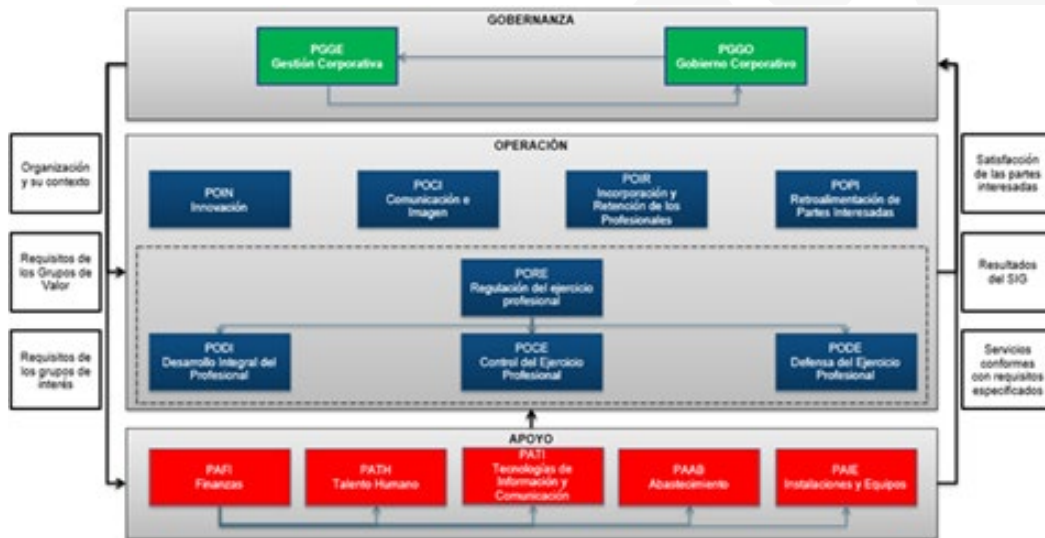 GOBERNANZA
PGGE
Gestión Corporativa
PGGO
Gobierno Corporativo
Organización
y su contexto
Requisitos de
los Grupos de
Valor
Requisitos de
los grupos de
interés
OPERACIÓN
POIN
Innovación
POCI
Comunicación e
Imagen
POIR
Incorporación y
Retención de los
Profesionales
POPI
Retroalimentación de
Partes Interesadas
PORE
Regulación del ejercicio
profesional
PODI
Desarrollo Integral del
Profesional
POCE
Control del Ejercicio
Profesional
PODE
Defensa del Ejercicio
Profesional
Satisfacción
de las partes
interesadas
Resultados
del SIG
Servicios
conformes
con requisitos
especificados
APOYO
PAFI
Finanzas
PATH
Talento Humano
PATI
Tecnologías de
Información y
Comunicación
PAAB
Abastecimiento
PAIE
Instalaciones y Equipos